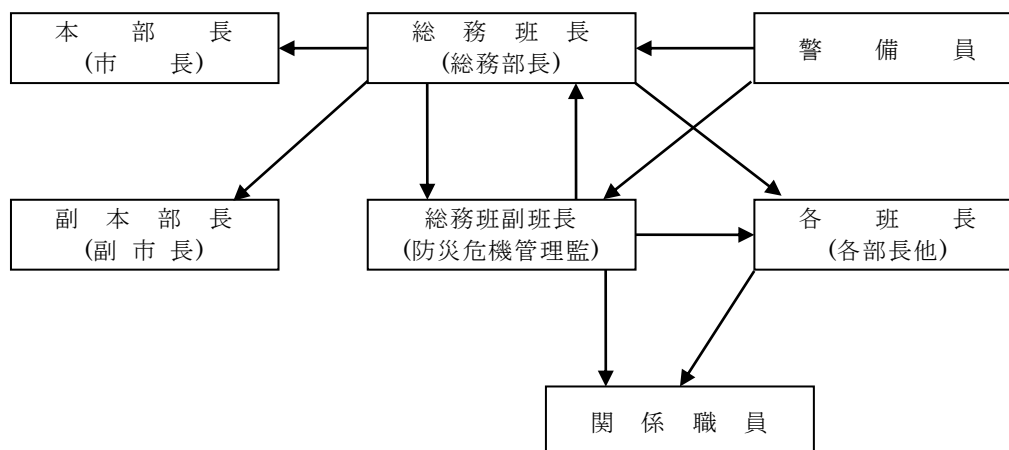 本部長
(市長)
総務班長
(総務部長)
警備員
副本部長
(副市長)
総務班副班長
(防災危機管理監)
各班長
(各部長他)
関係職員